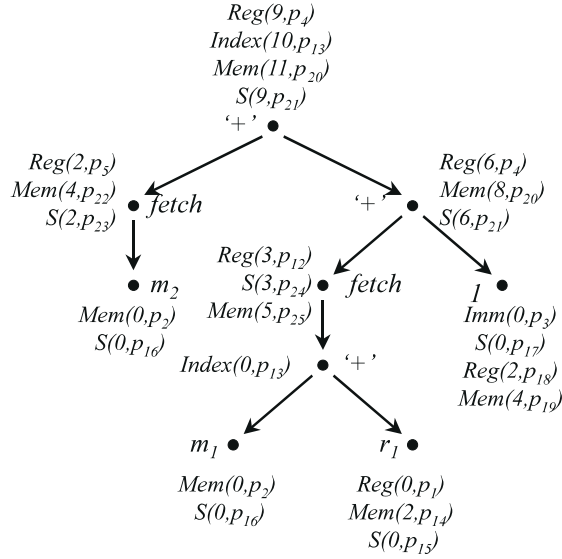 Reg(9,p4)
Index(10,p13)
Mem(11,p20)
S(9,p21)
‘+’
Reg(2,p5)
Mem(4,p22)
S(2,p23)
fetch
‘+’
Reg(6,p4)
Mem(8,p20)
S(6,p21)
m2
Mem(0,p2)
S(0,p16)
Reg(3,p12)
S(3,p24)
Mem(5,p25)
fetch
1
Imm(0,p3)
S(0,p17)
Reg(2,p18)
Mem(4,p19)
Index(0,p13)
‘+’
m1
Mem(0,p2)
S(0,p16)
r1
Reg(0,p1)
Mem(2,p14)
S(0,p15)